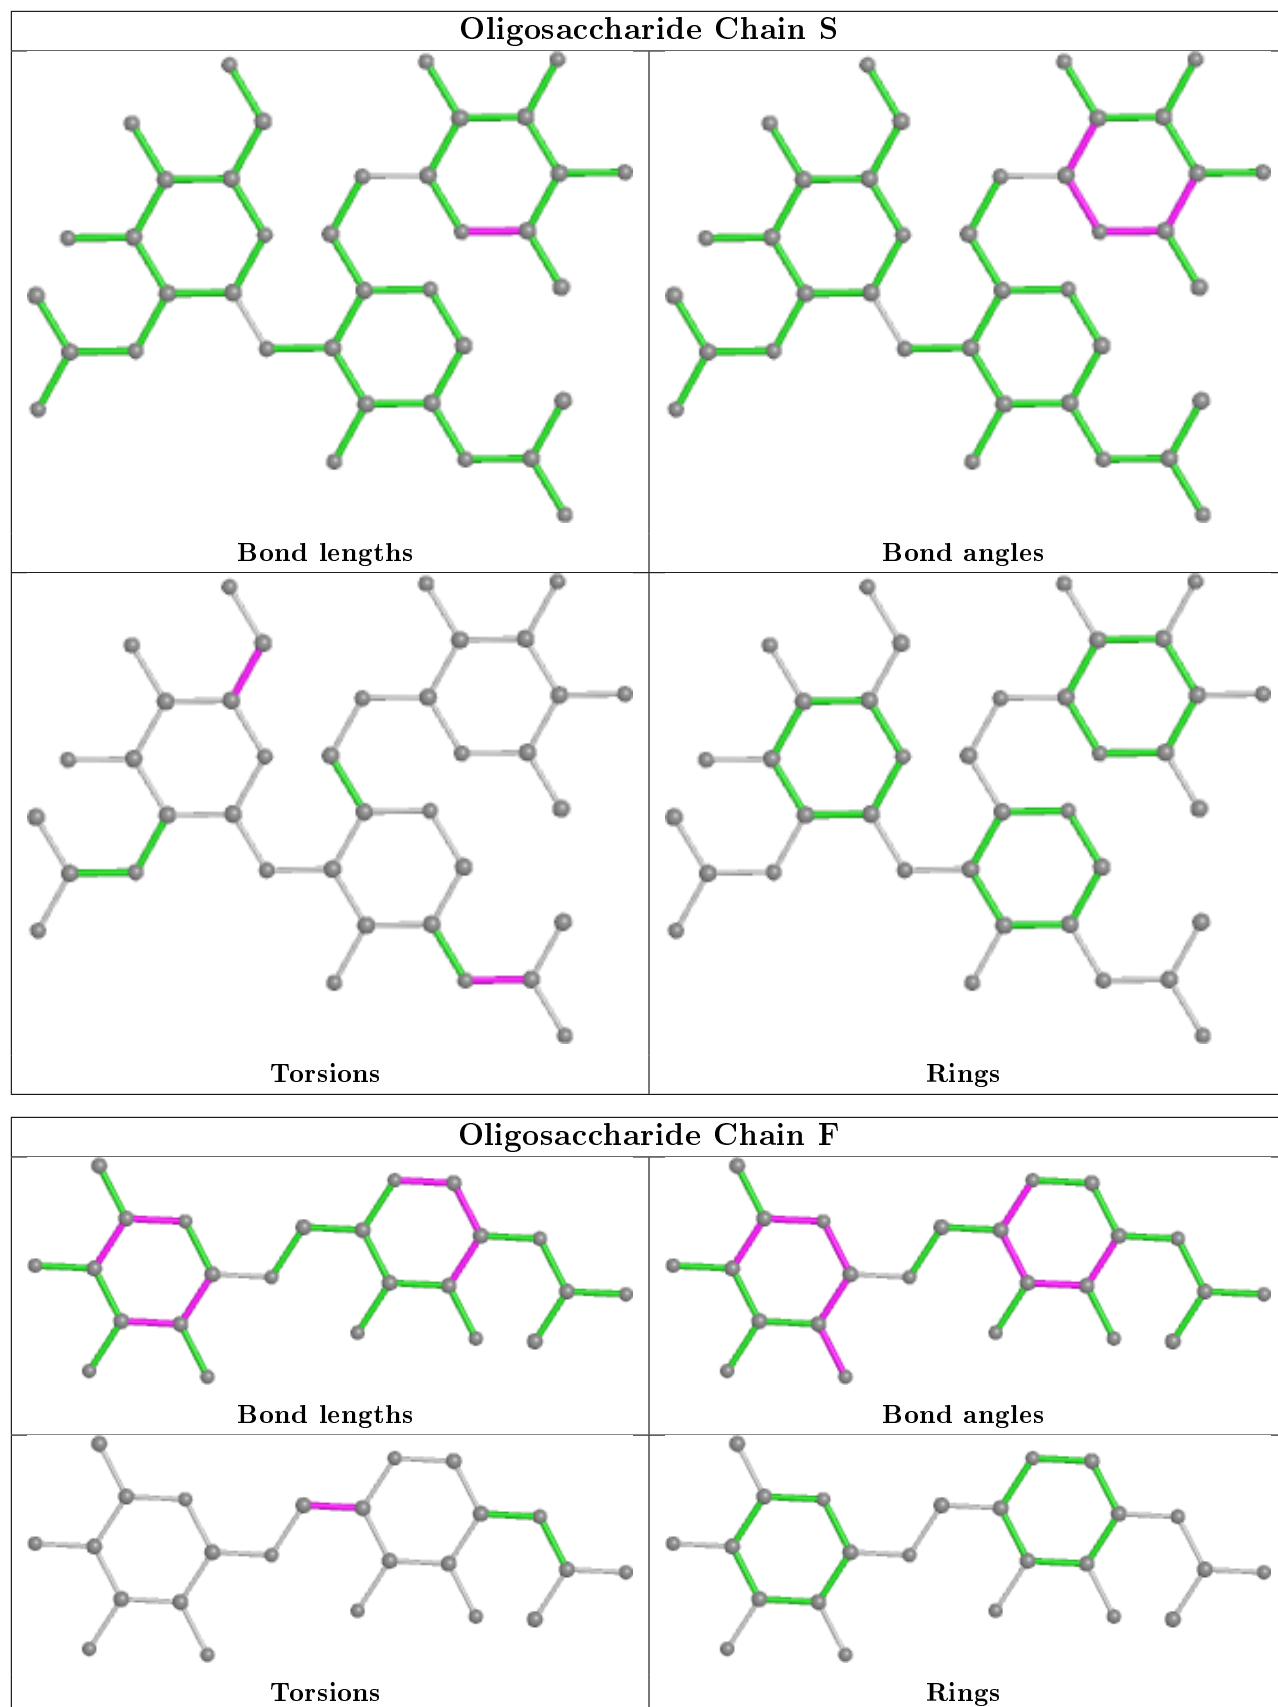 Oligosaccharide Chain S
Bond lengths
Bond angles
Torsions
Rings
Oligosaccharide Chain F
Bond lengths
Bond angles
Torsions
Rings